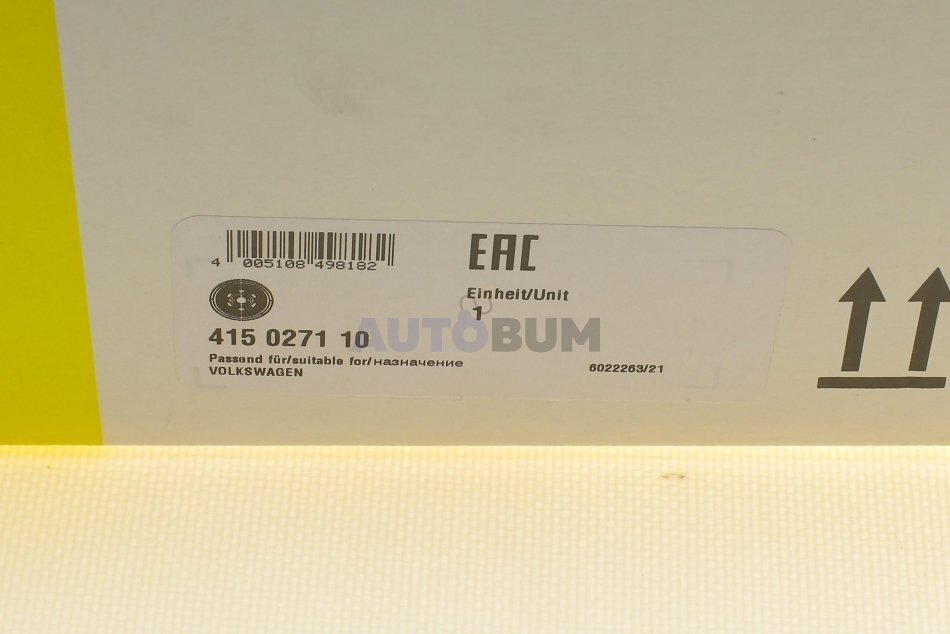 EAC
4 005108 498182
Einheit/Unit
1
415 0271 10
AUTOBUM
Passend für/suitable for/назначение
VOLKSWAGEN
6022263/21